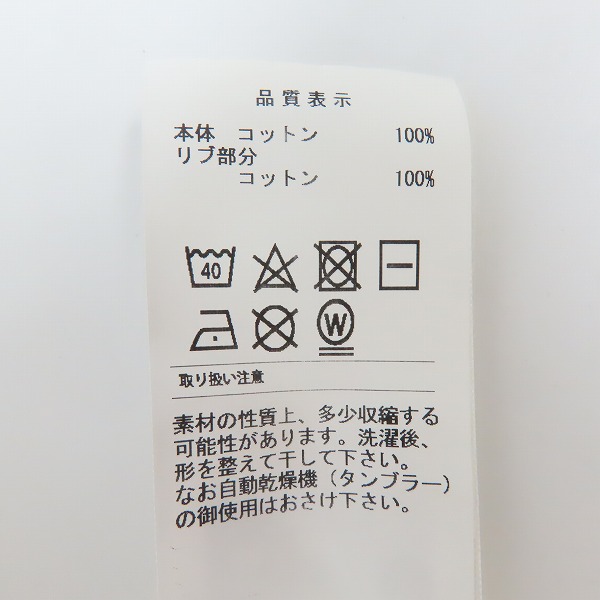 品質表示
本体 コットン 100%
リブ部分
コットン 100%
40
W
取り扱い注意
素材の性質上、多少収縮する
可能性があります。洗濯後、
形を整えて干して下さい。
なお自動乾燥機（タンブラー）
の御使用はおさけ下さい。